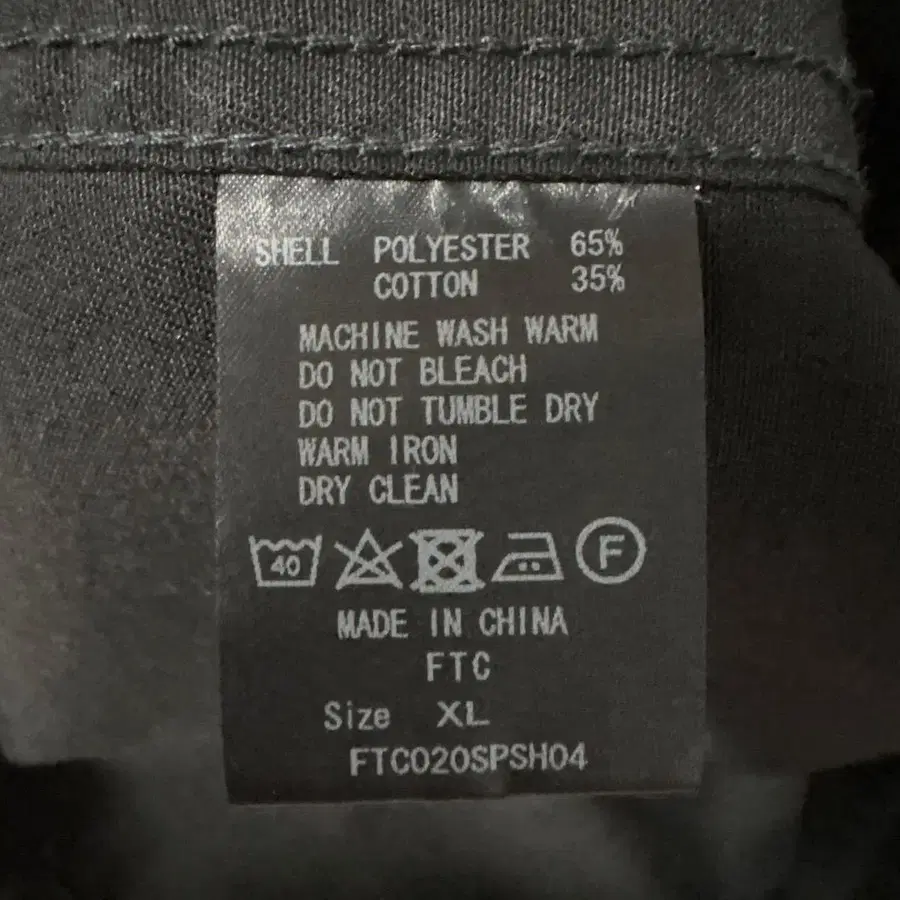 SHELL POLYESTER 65%
COTTON 35%
MACHINE WASH WARM
DO NOT BLEACH
DO NOT TUMBLE DRY
WARM IRON
DRY CLEAN
40 F
MADE IN CHINA
FTC
Size XL
FTC020SPSH04